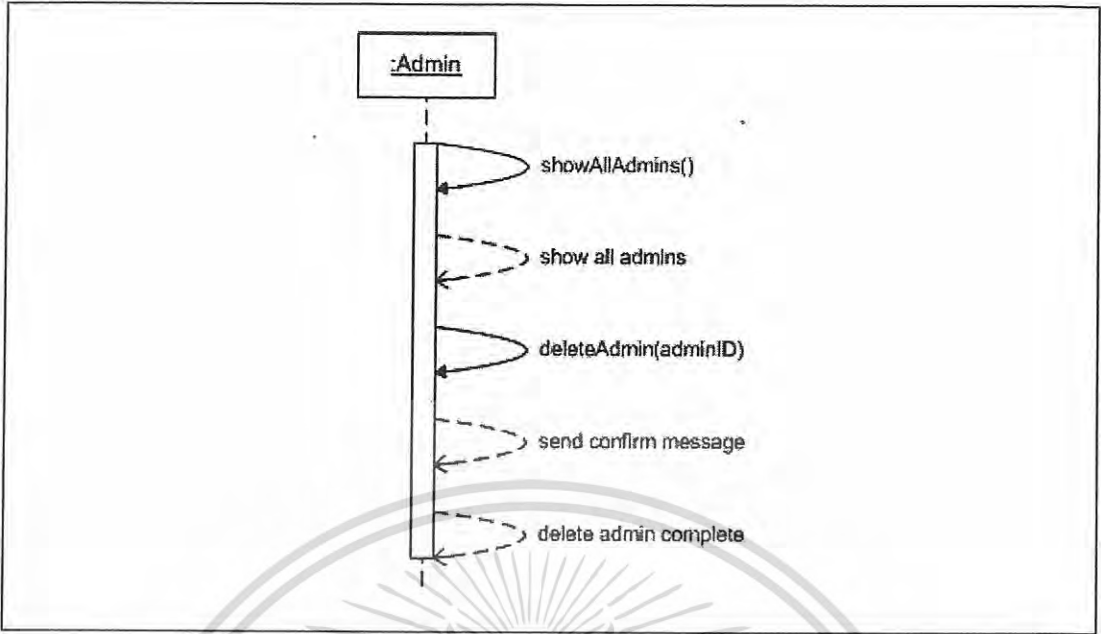 :Admin
showAllAdmins()
show all admins
deleteAdmin(adminID)
send confirm message
delete admin complete